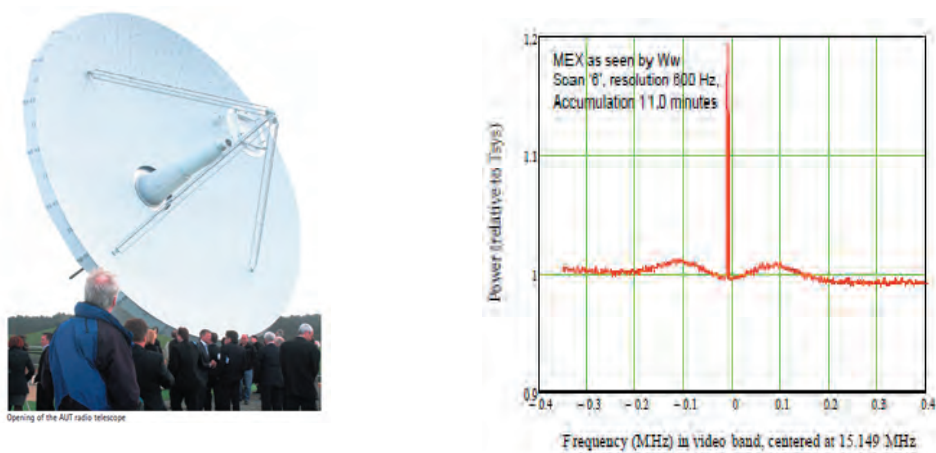 Opening of the AUT radio telescope
1.2
MEX as seen by Ww
Scan '6', resolution 600 Hz,
Accumulation 11.0 minutes
1.1
1
0.9
Power (relative to Tsys)
− 0.4 − 0.3 − 0.2 − 0.1 0 0.1 0.2 0.3 0.4
Frequency (MHz) in video band, centered at 15.149 MHz